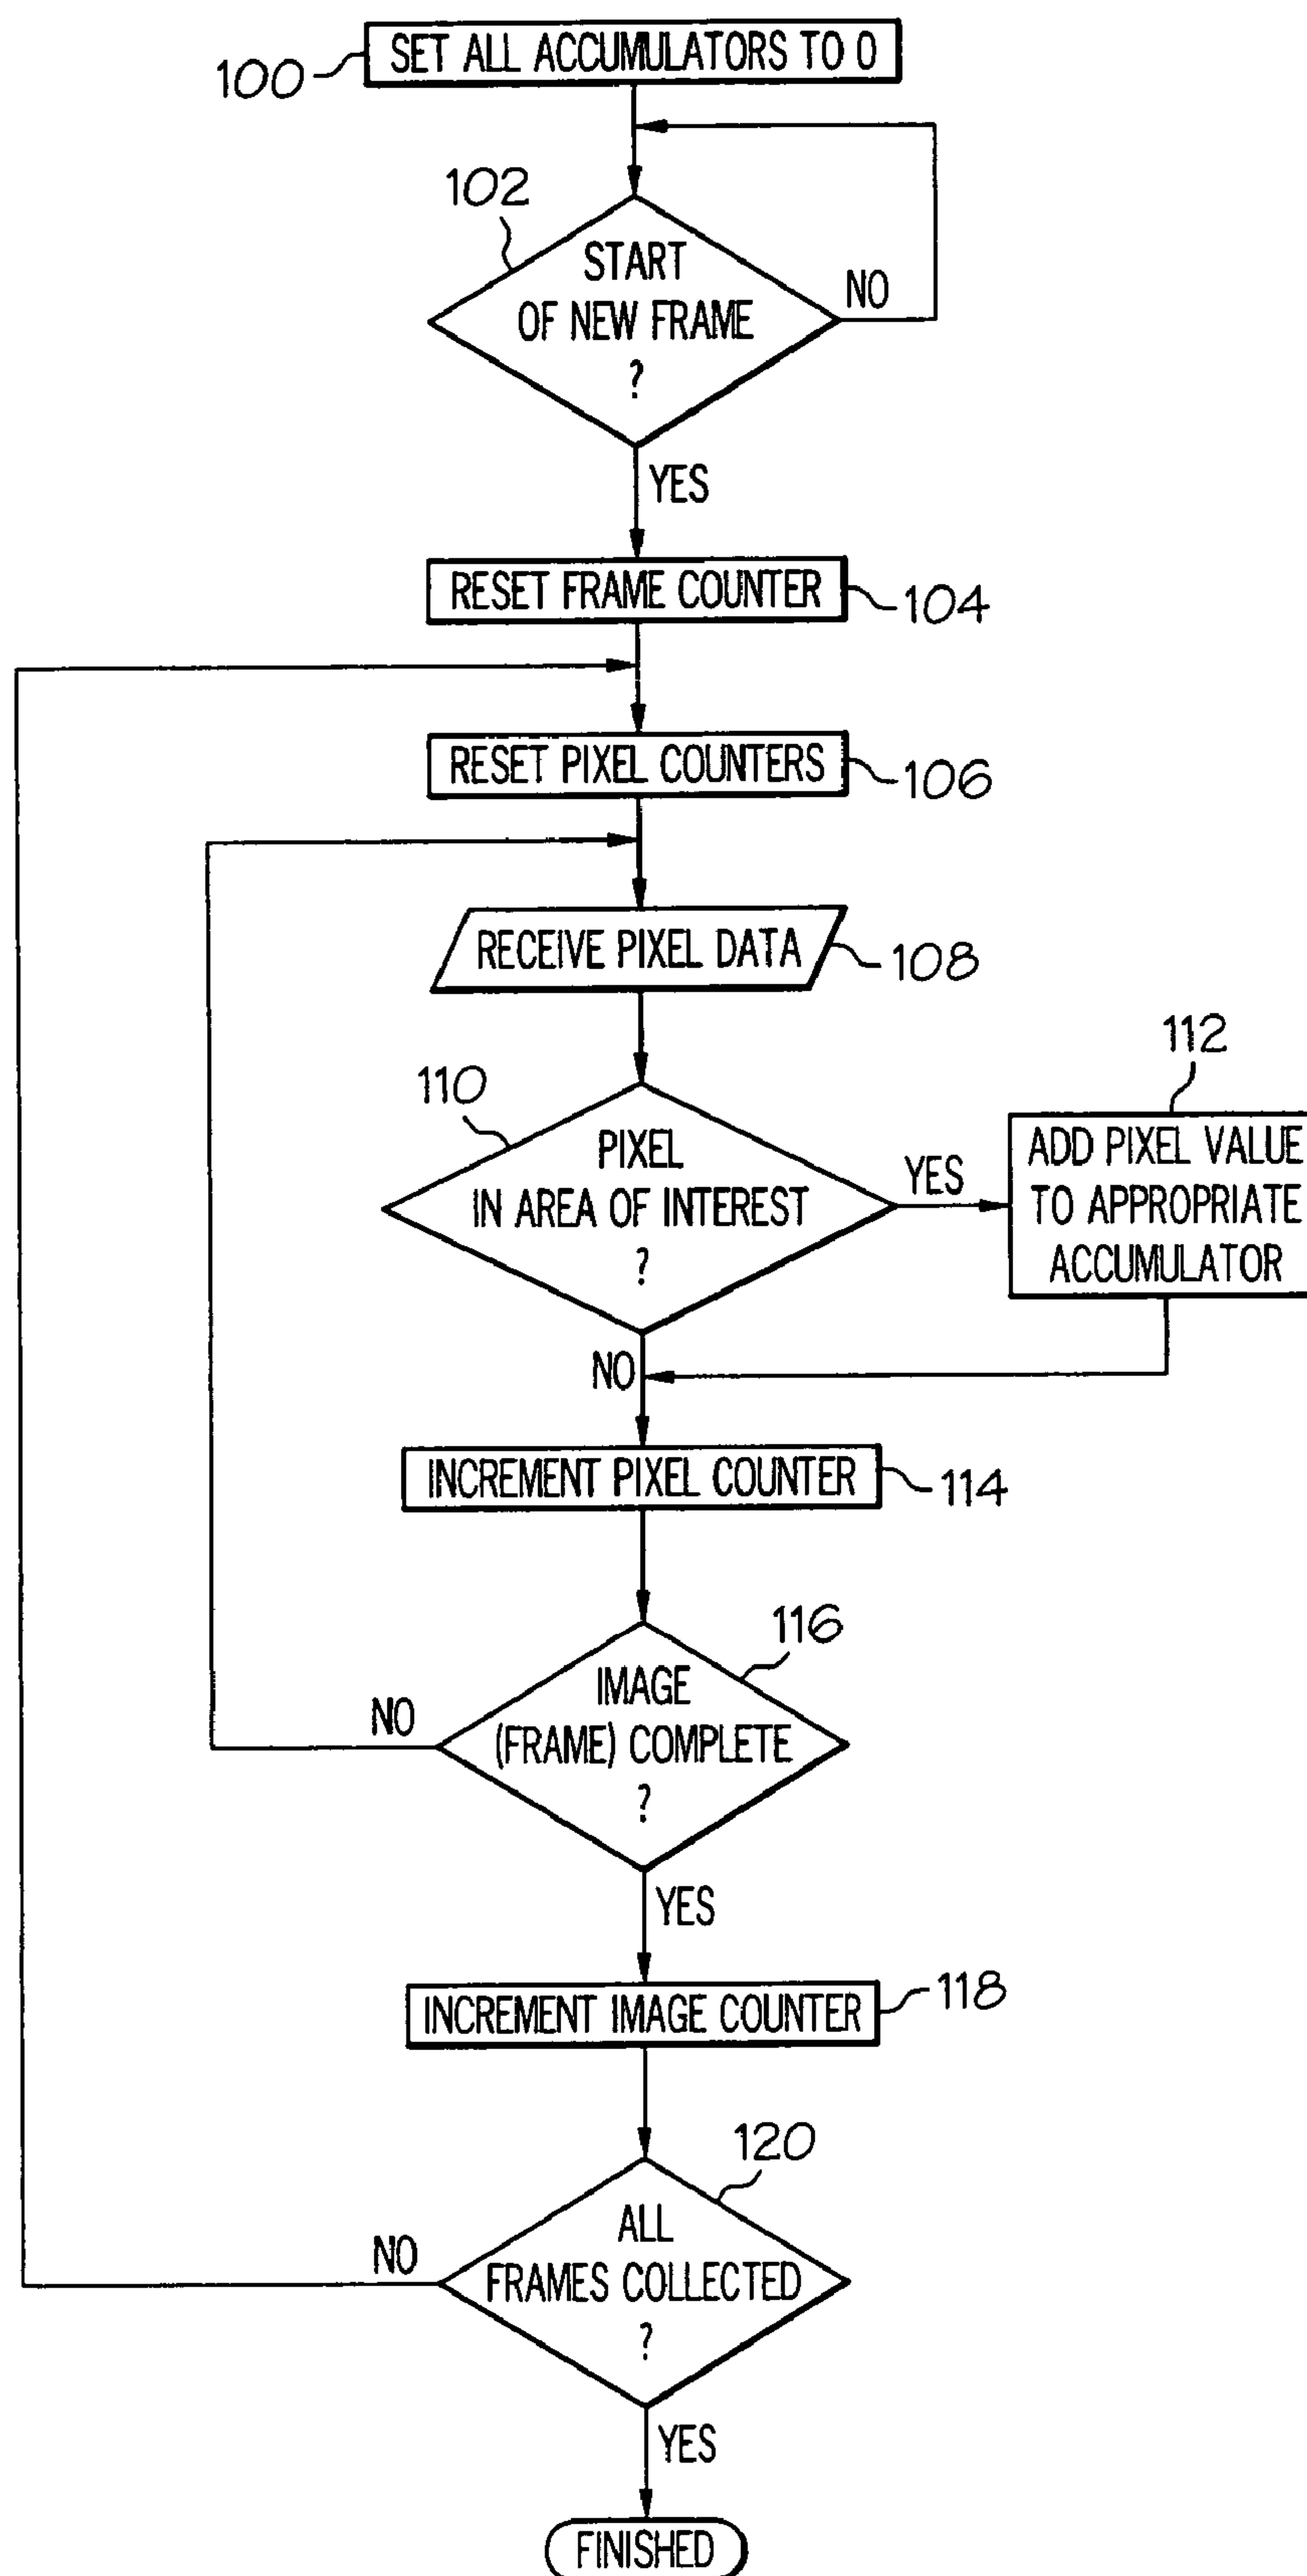 SET ALL ACCUMULATORS TO 0
100
102
START
OF NEW FRAME
?
NO
YES
RESET FRAME COUNTER
104
RESET PIXEL COUNTERS
106
RECEIVE PIXEL DATA
108
110
PIXEL
IN AREA OF INTEREST
?
YES
112
ADD PIXEL VALUE
TO APPROPRIATE
ACCUMULATOR
NO
INCREMENT PIXEL COUNTER
114
116
IMAGE
(FRAME) COMPLETE
?
NO
YES
INCREMENT IMAGE COUNTER
118
120
ALL
FRAMES COLLECTED
?
NO
YES
FINISHED